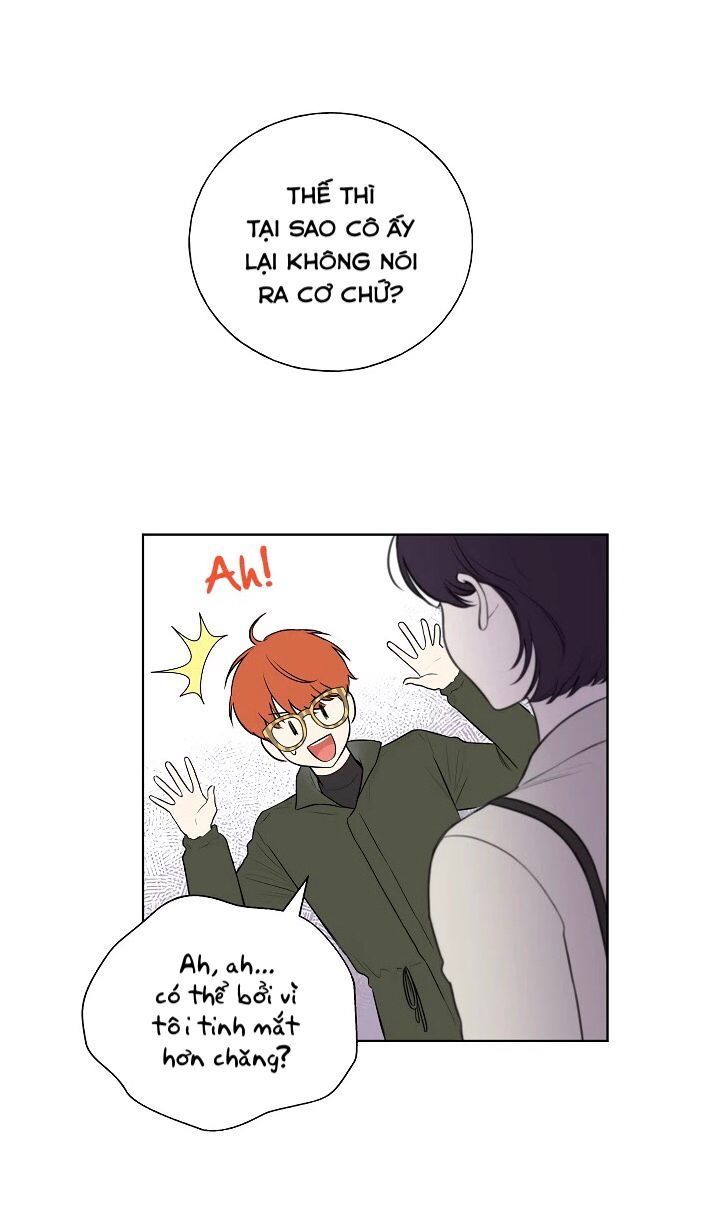 THẾ THÌ
TẠI SAO CÔ ẤY
LẠI KHÔNG NÓI
RA CƠ CHỨ?
Ah!
Ah, ah...
có thể bởi vì
tôi tinh mắt
hơn chăng?